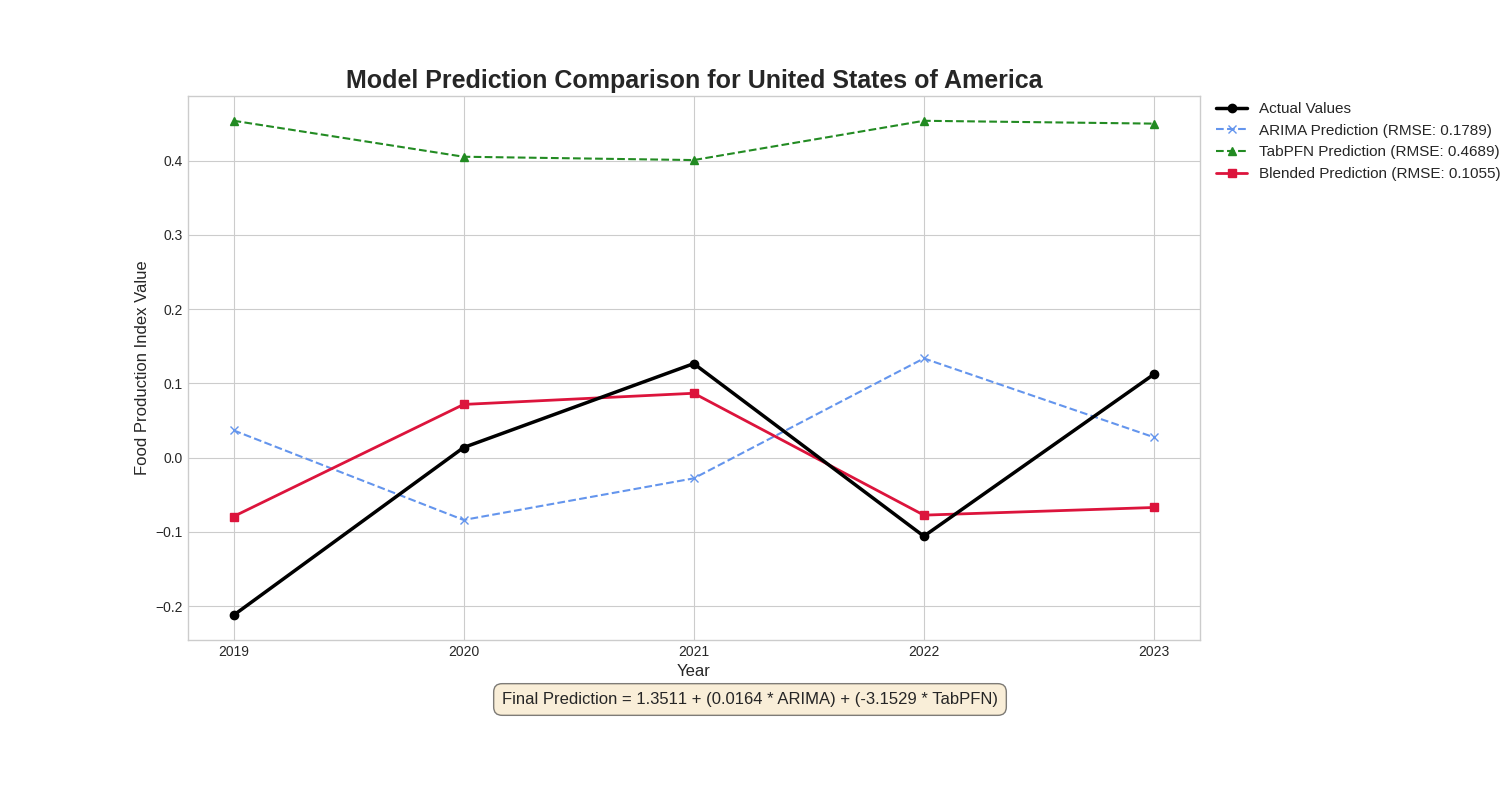 Model Prediction Comparison for United States of America
Actual Values
ARIMA Prediction (RMSE: 0.1789)
TabPFN Prediction (RMSE: 0.4689)
Blended Prediction (RMSE: 0.1055)
Food Production Index Value
0.4
0.3
0.2
0.1
0.0
−0.1
−0.2
2019 2020 2021 2022 2023
Year
Final Prediction = 1.3511 + (0.0164 * ARIMA) + (-3.1529 * TabPFN)